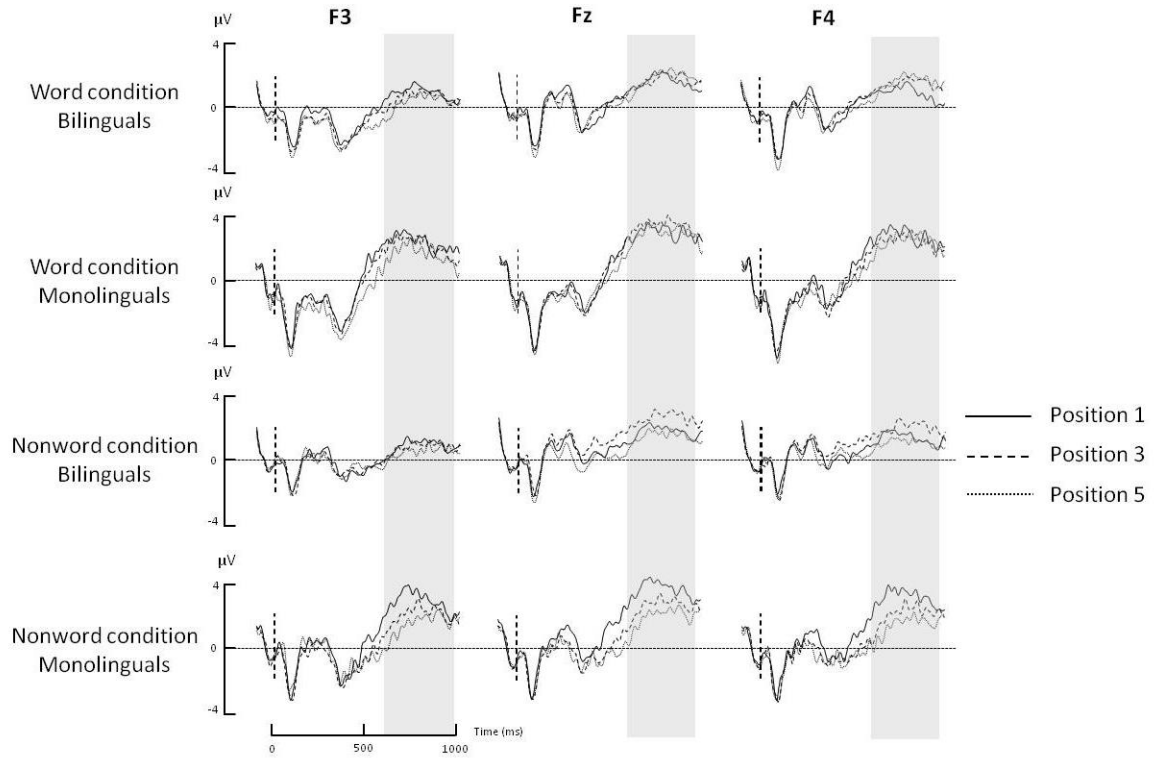 μV F3 Fz F4
4
0
-4
Word condition
Bilinguals
μV
4
0
-4
Word condition
Monolinguals
μV
4
0
-4
Nonword condition
Bilinguals
Position 1
Position 3
Position 5
μV
4
0
-4
Nonword condition
Monolinguals
Time (ms)
0 500 1000